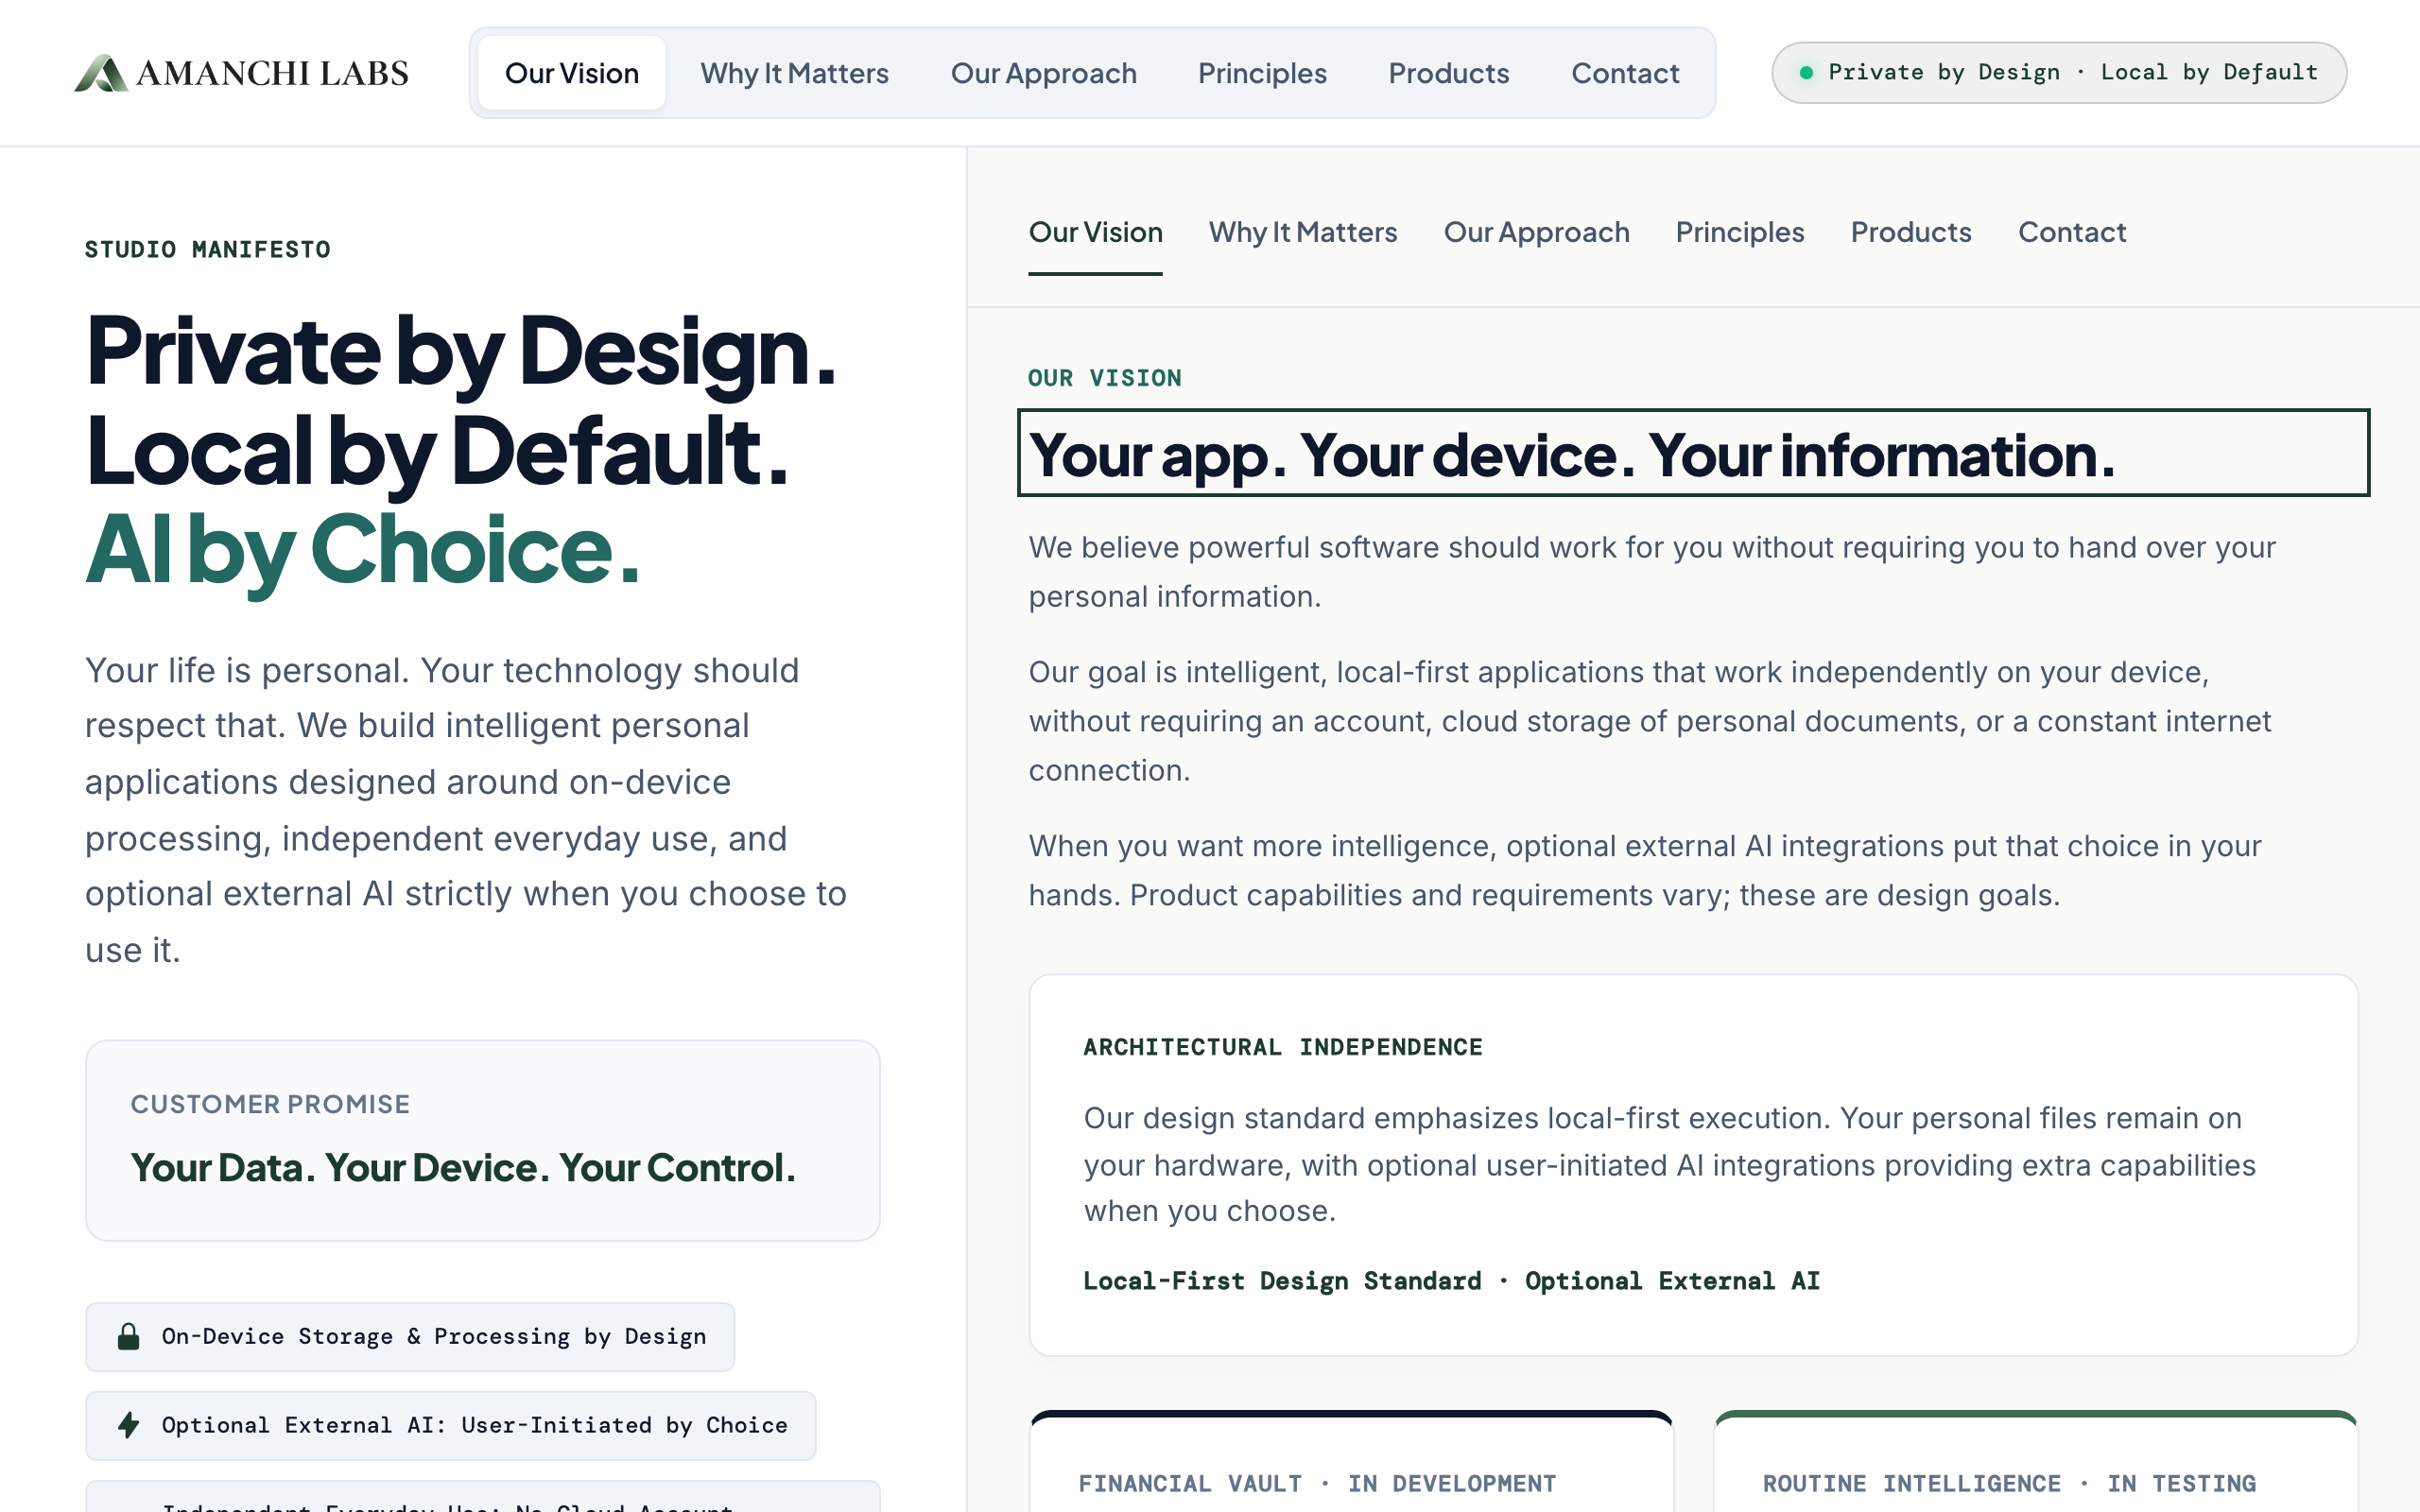 AMANCHI LABS
Our Vision
Why It Matters
Our Approach
Principles
Products
Contact
Private by Design · Local by Default
STUDIO MANIFESTO
Private by Design.
Local by Default.
AI by Choice.
Your life is personal. Your technology should
respect that. We build intelligent personal
applications designed around on-device
processing, independent everyday use, and
optional external AI strictly when you choose to
use it.
CUSTOMER PROMISE
Your Data. Your Device. Your Control.
On-Device Storage & Processing by Design
Optional External AI: User-Initiated by Choice
Independent Everyday Use: No Cloud Account
Our Vision
Why It Matters
Our Approach
Principles
Products
Contact
OUR VISION
Your app. Your device. Your information.
We believe powerful software should work for you without requiring you to hand over your
personal information.
Our goal is intelligent, local-first applications that work independently on your device,
without requiring an account, cloud storage of personal documents, or a constant internet
connection.
When you want more intelligence, optional external AI integrations put that choice in your
hands. Product capabilities and requirements vary; these are design goals.
ARCHITECTURAL INDEPENDENCE
Our design standard emphasizes local-first execution. Your personal files remain on
your hardware, with optional user-initiated AI integrations providing extra capabilities
when you choose.
Local-First Design Standard · Optional External AI
FINANCIAL VAULT · IN DEVELOPMENT
ROUTINE INTELLIGENCE · IN TESTING